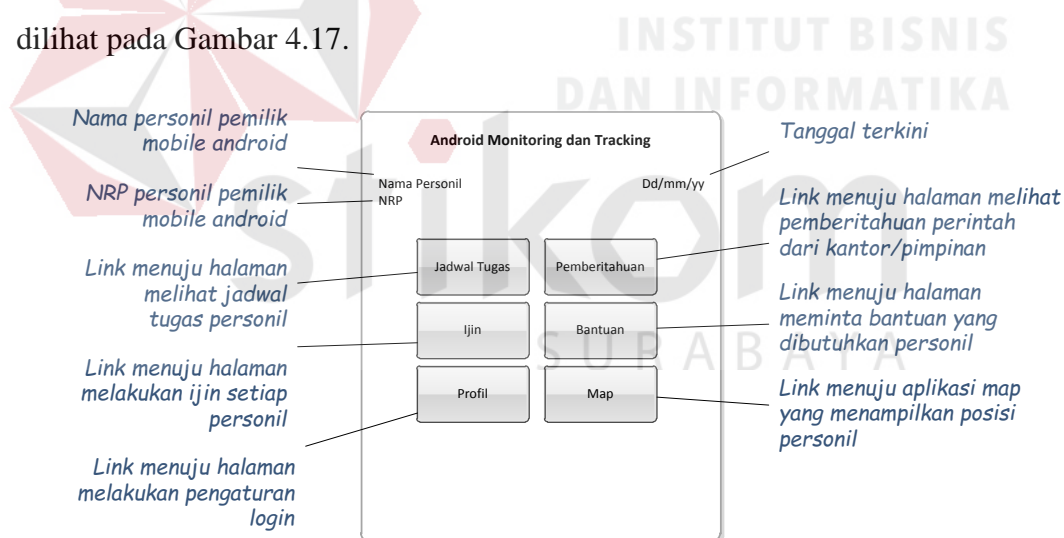 INSTITUT BISNIS
DAN INFORMATIKA
stikom
SURABAYA
dilihat pada Gambar 4.17.
Nama personil pemilik
mobile android
NRP personil pemilik
mobile android
Link menuju halaman
melihat jadwal
tugas personil
Link menuju halaman
melakukan ijin setiap
personil
Link menuju halaman
melakukan pengaturan
login
Android Monitoring dan Tracking
Nama Personil
Dd/mm/yy
NRP
Jadwal Tugas
Pemberitahuan
Ijin
Bantuan
Profil
Map
Tanggal terkini
Link menuju halaman melihat
pemberitahuan perintah
dari kantor/pimpinan
Link menuju halaman
meminta bantuan yang
dibutuhkan personil
Link menuju aplikasi map
yang menampilkan posisi
personil